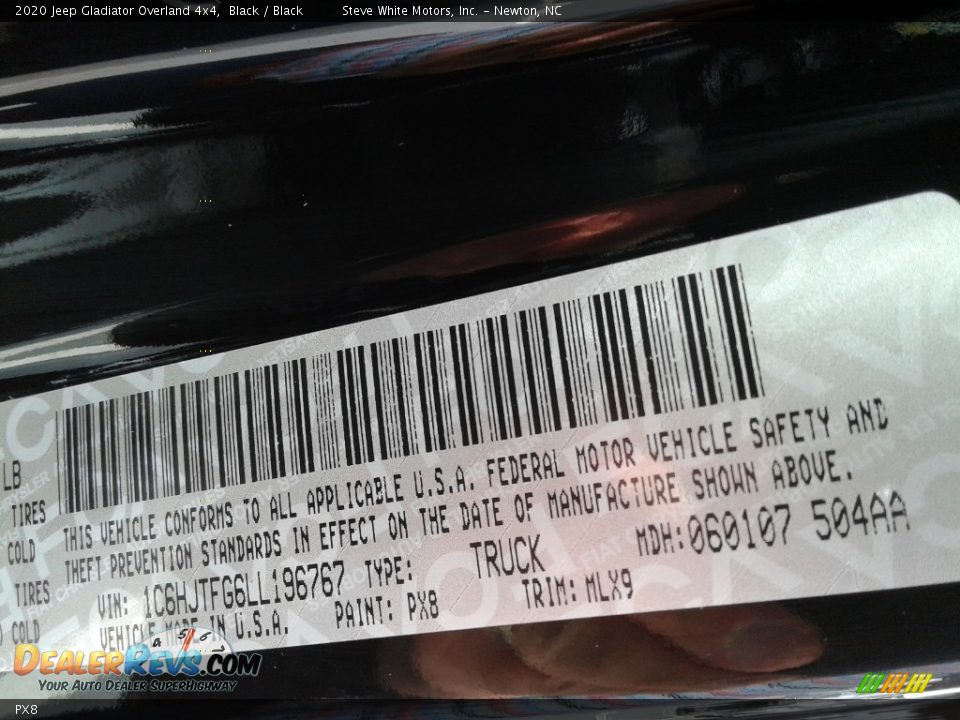 2020 Jeep Gladiator Overland 4x4, Black / Black Steve White Motors, Inc. - Newton, NC
LB
TIRES
COLD
TIRES
COLD
THIS VEHICLE CONFORMS TO ALL APPLICABLE U.S.A. FEDERAL MOTOR VEHICLE SAFETY AND
THEFT PREVENTION STANDARDS IN EFFECT ON THE DATE OF MANUFACTURE SHOWN ABOVE.
MDH:060107 504AA
VIN: 1C6HJTFG6LL196767 TYPE: TRUCK
VEHICLE MADE IN U.S.A. PAINT: PX8 TRIM: MLX9
4 5 6
DEALERREVS.COM
YOUR AUTO DEALER SUPERHIGHWAY
PX8